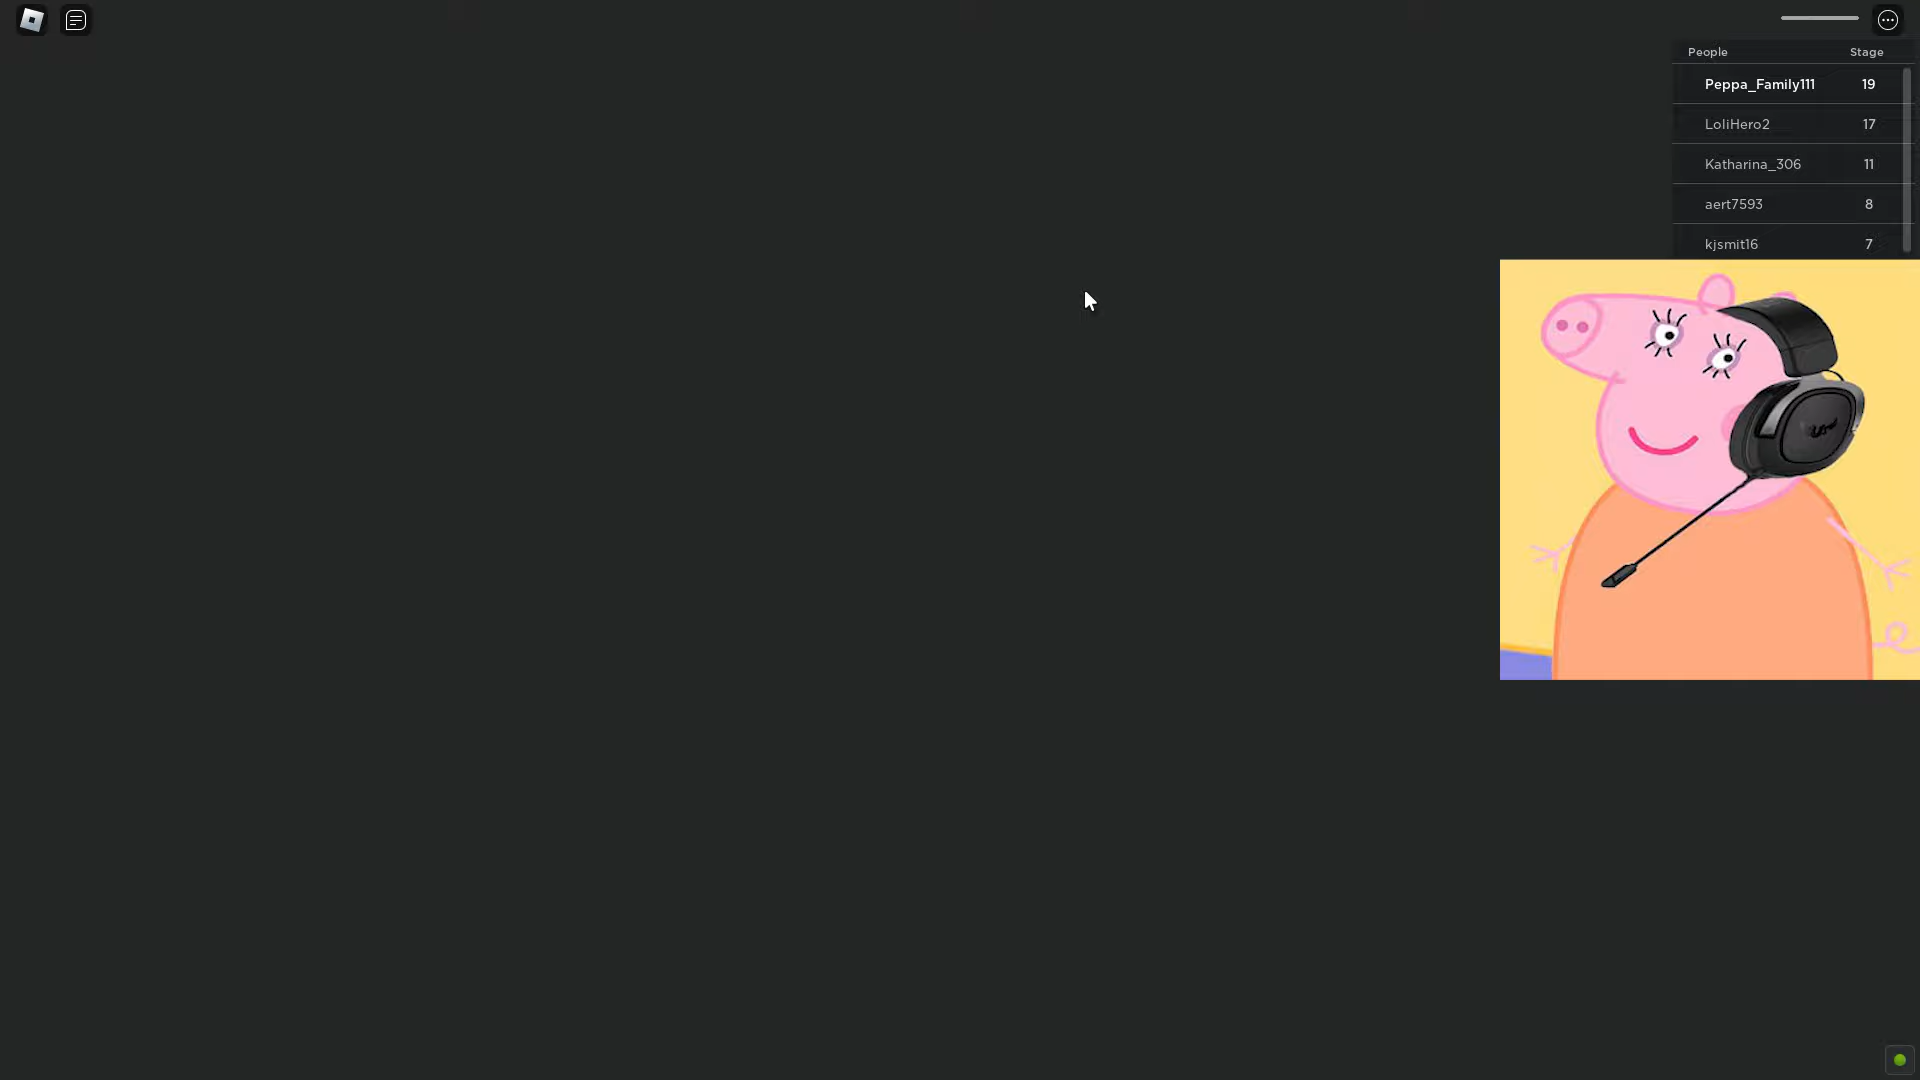 People Stage
Peppa_Family111 19
LoliHero2 17
Katharina_306 11
aert7593 8
kjsmit16 7